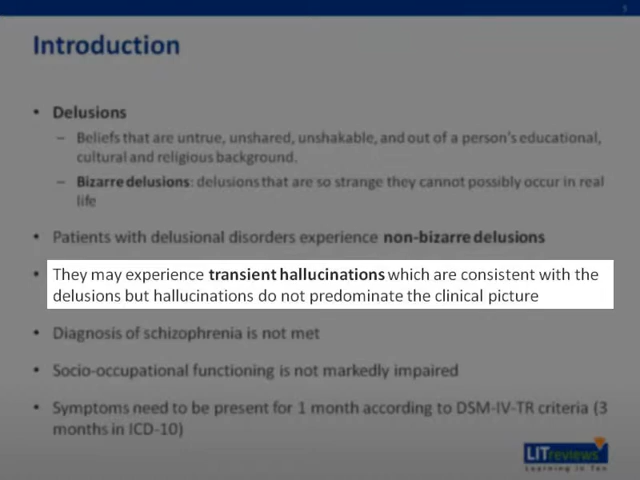 Introduction
• Delusions
– Beliefs that are untrue, unshared, unshakable, and out of a person's educational,
cultural and religious background.
– Bizarre delusions: delusions that are so strange they cannot possibly occur in real
life
• Patients with delusional disorders experience non-bizarre delusions
• They may experience transient hallucinations which are consistent with the
delusions but hallucinations do not predominate the clinical picture
• Diagnosis of schizophrenia is not met
• Socio-occupational functioning is not markedly impaired
• Symptoms need to be present for 1 month according to DSM-IV-TR criteria (3
months in ICD-10)
LITreviews
Learning in Ten